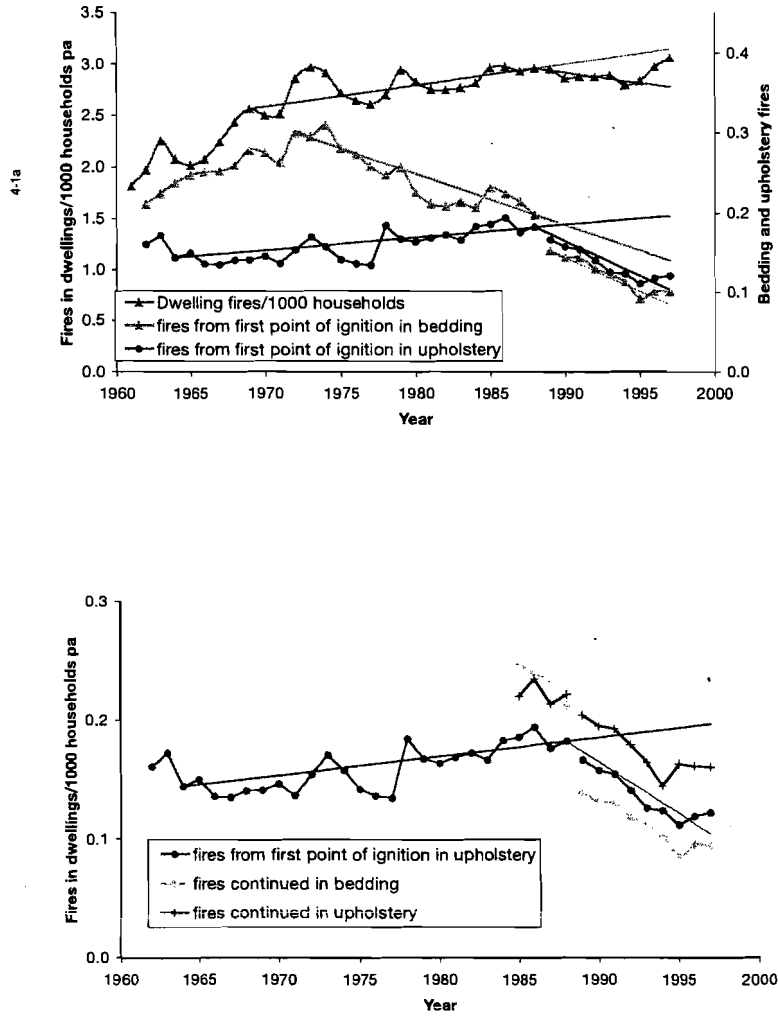 4-1a
Fires in dwellings/1000 households pa
3.5
3.0
2.5
2.0
1.5
1.0
0.5
0.0
0.4
0.3
0.2
0.1
0.0
Bedding and upholstery fires
Dwelling fires/1000 households
fires from first point of ignition in bedding
fires from first point of ignition in upholstery
1960 1965 1970 1975 1980 1985 1990 1995 2000
Year
Fires in dwellings/1000 households pa
0.3
0.2
0.1
0.0
fires from first point of ignition in upholstery
fires continued in bedding
fires continued in upholstery
1960 1965 1970 1975 1980 1985 1990 1995 2000
Year